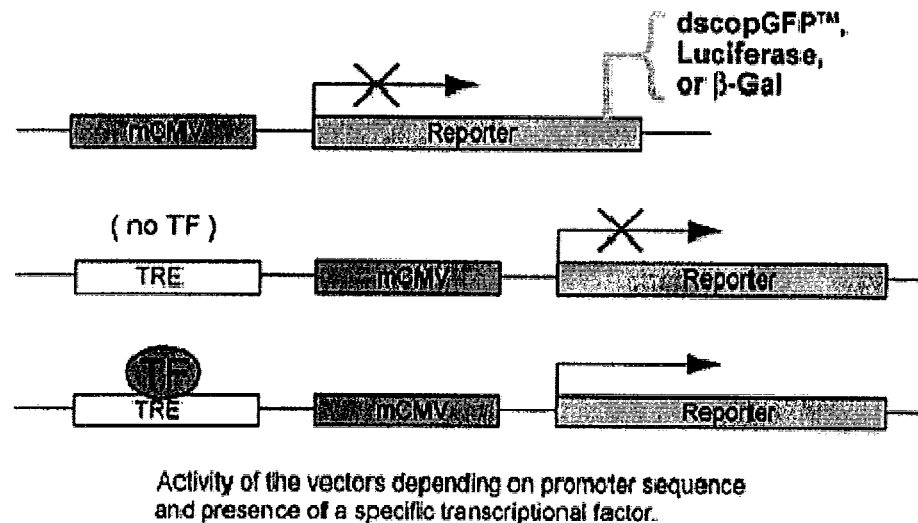 dscopGFP™,
Luciferase,
or β-Gal
mCMV
Reporter
( no TF )
TRE
mCMV
Reporter
TF
TRE
mCMV
Reporter
Activity of the vectors depending on promoter sequence
and presence of a specific transcriptional factor.